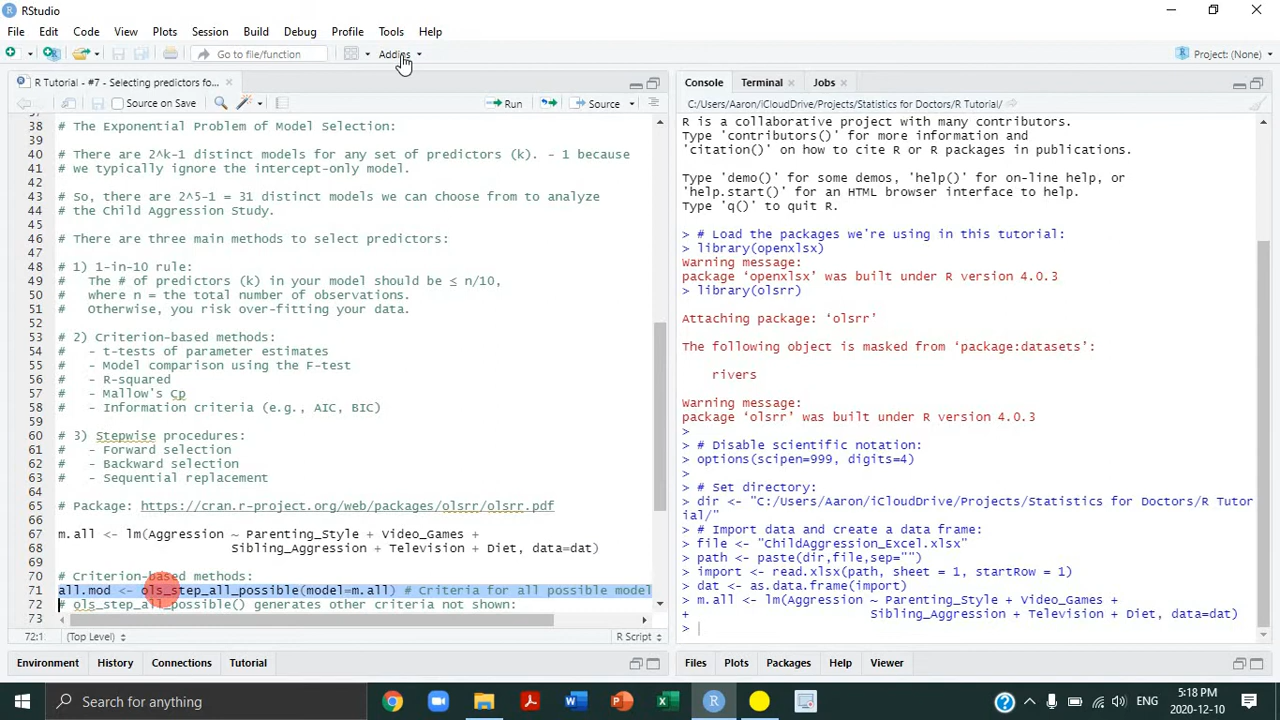 RStudio
File Edit Code View Plots Session Build Debug Profile Tools Help
Go to file/function
Addins
Project: (None)
R Tutorial - #7 - Selecting predictors fo...
Source on Save
Run
Source
38 # The Exponential Problem of Model Selection:
39
40 # There are 2^k-1 distinct models for any set of predictors (k). - 1 because
41 # we typically ignore the intercept-only model.
42
43 # So, there are 2^5-1 = 31 distinct models we can choose from to analyze
44 # the Child Aggression Study.
45
46 # There are three main methods to select predictors:
47
48 # 1) 1-in-10 rule:
49 # The # of predictors (k) in your model should be ≤ n/10,
50 # where n = the total number of observations.
51 # Otherwise, you risk over-fitting your data.
52
53 # 2) Criterion-based methods:
54 # - t-tests of parameter estimates
55 # - Model comparison using the F-test
56 # - R-squared
57 # - Mallow's Cp
58 # - Information criteria (e.g., AIC, BIC)
59
60 # 3) Stepwise procedures:
61 # - Forward selection
62 # - Backward selection
63 # - Sequential replacement
64
65 # Package: https://cran.r-project.org/web/packages/olsrr/olsrr.pdf
66
67 m.all <- lm(Aggression ~ Parenting_Style + Video_Games +
68 Sibling_Aggression + Television + Diet, data=dat)
69
70 # Criterion-based methods:
71 all.mod <- ols_step_all_possible(model=m.all) # Criteria for all possible model
72 # ols_step_all_possible() generates other criteria not shown:
73
72:1 (Top Level) R Script
Environment History Connections Tutorial
Console Terminal Jobs
C:/Users/Aaron/iCloudDrive/Projects/Statistics for Doctors/R Tutorial/
R is a collaborative project with many contributors.
Type 'contributors()' for more information and
'citation()' on how to cite R or R packages in publications.
Type 'demo()' for some demos, 'help()' for on-line help, or
'help.start()' for an HTML browser interface to help.
Type 'q()' to quit R.
> # Load the packages we're using in this tutorial:
> library(openxlsx)
Warning message:
package ‘openxlsx’ was built under R version 4.0.3
> library(olsrr)
Attaching package: ‘olsrr’
The following object is masked from ‘package:datasets’:
rivers
Warning message:
package ‘olsrr’ was built under R version 4.0.3
>
> # Disable scientific notation:
> options(scipen=999, digits=4)
>
> # Set directory:
> dir <- "C:/Users/Aaron/iCloudDrive/Projects/Statistics for Doctors/R Tutor
ial/"
> # Import data and create a data frame:
> file <- "ChildAggression_Excel.xlsx"
> path <- paste(dir,file,sep="")
> import <- read.xlsx(path, sheet = 1, startRow = 1)
> dat <- as.data.frame(import)
> m.all <- lm(Aggression ~ Parenting_Style + Video_Games +
+ Sibling_Aggression + Television + Diet, data=dat)
>
Files Plots Packages Help Viewer
Search for anything
ENG
5:18 PM
2020-12-10